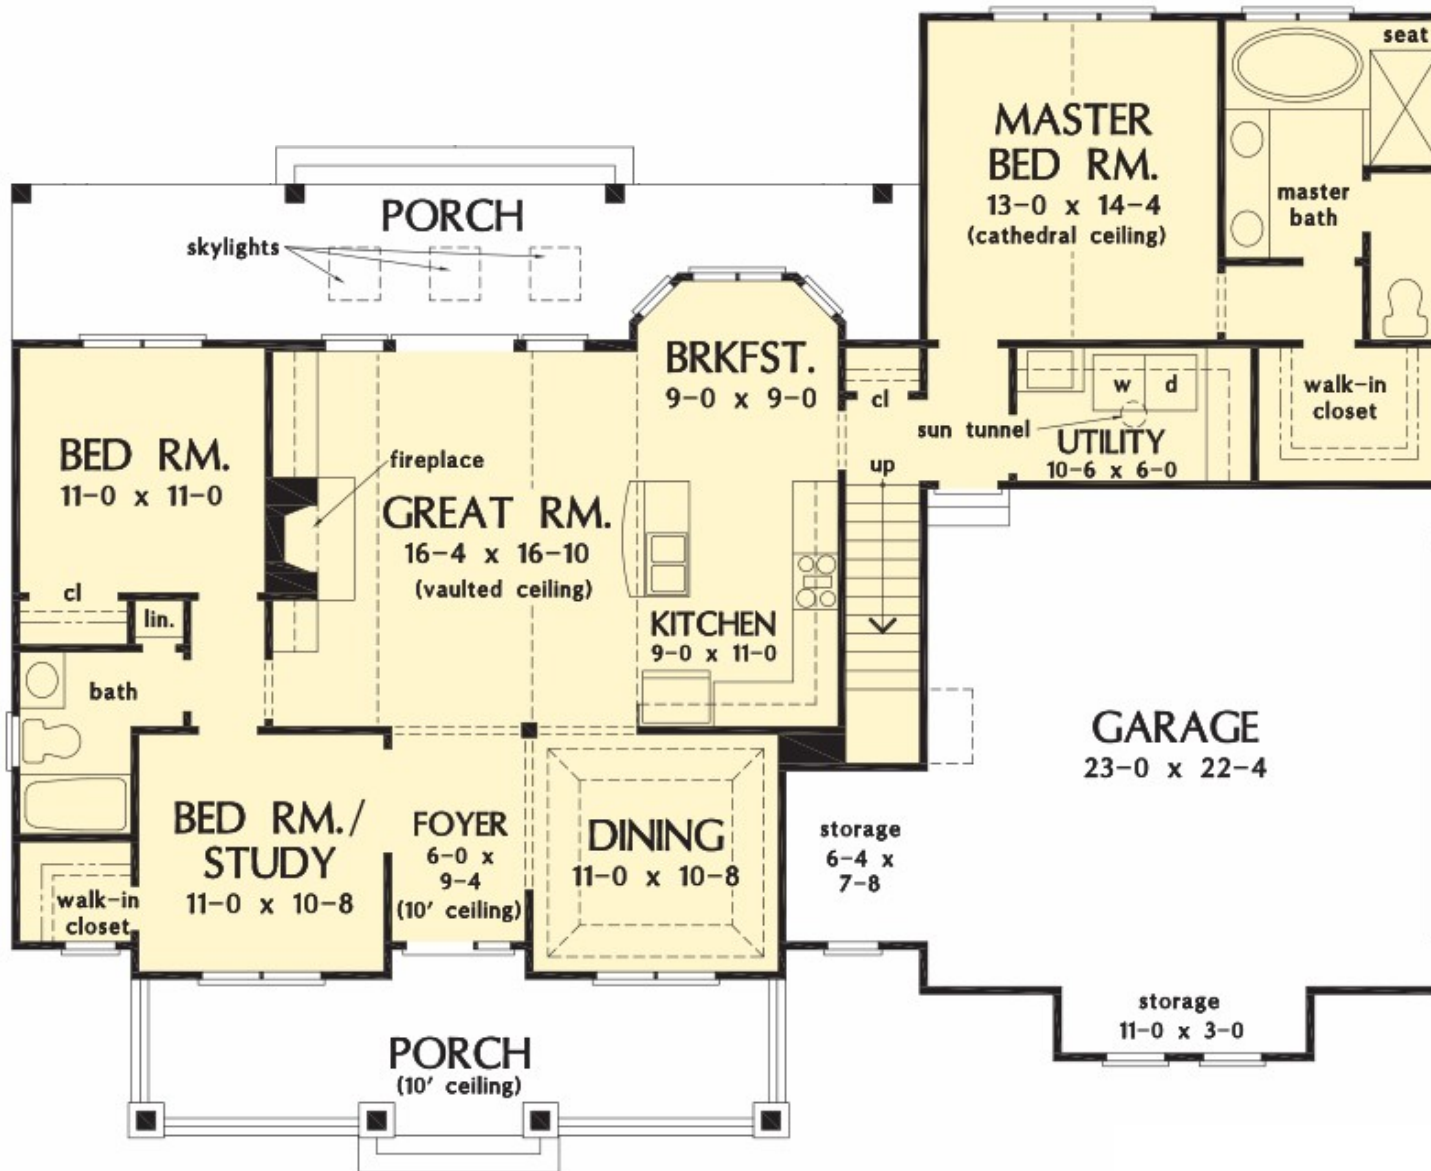 seat
MASTER
BED RM.
13-0 x 14-4
(cathedral ceiling)
master
bath
PORCH
skylights
BRKFST.
9-0 x 9-0
cl
w
d
walk-in
closet
sun tunnel
UTILITY
10-6 x 6-0
BED RM.
11-0 x 11-0
fireplace
up
GREAT RM.
16-4 x 16-10
(vaulted ceiling)
cl
lin.
KITCHEN
9-0 x 11-0
bath
GARAGE
23-0 x 22-4
BED RM./
STUDY
11-0 x 10-8
FOYER
6-0 x
9-4
(10' ceiling)
DINING
11-0 x 10-8
storage
6-4 x
7-8
walk-in
closet
storage
11-0 x 3-0
PORCH
(10' ceiling)